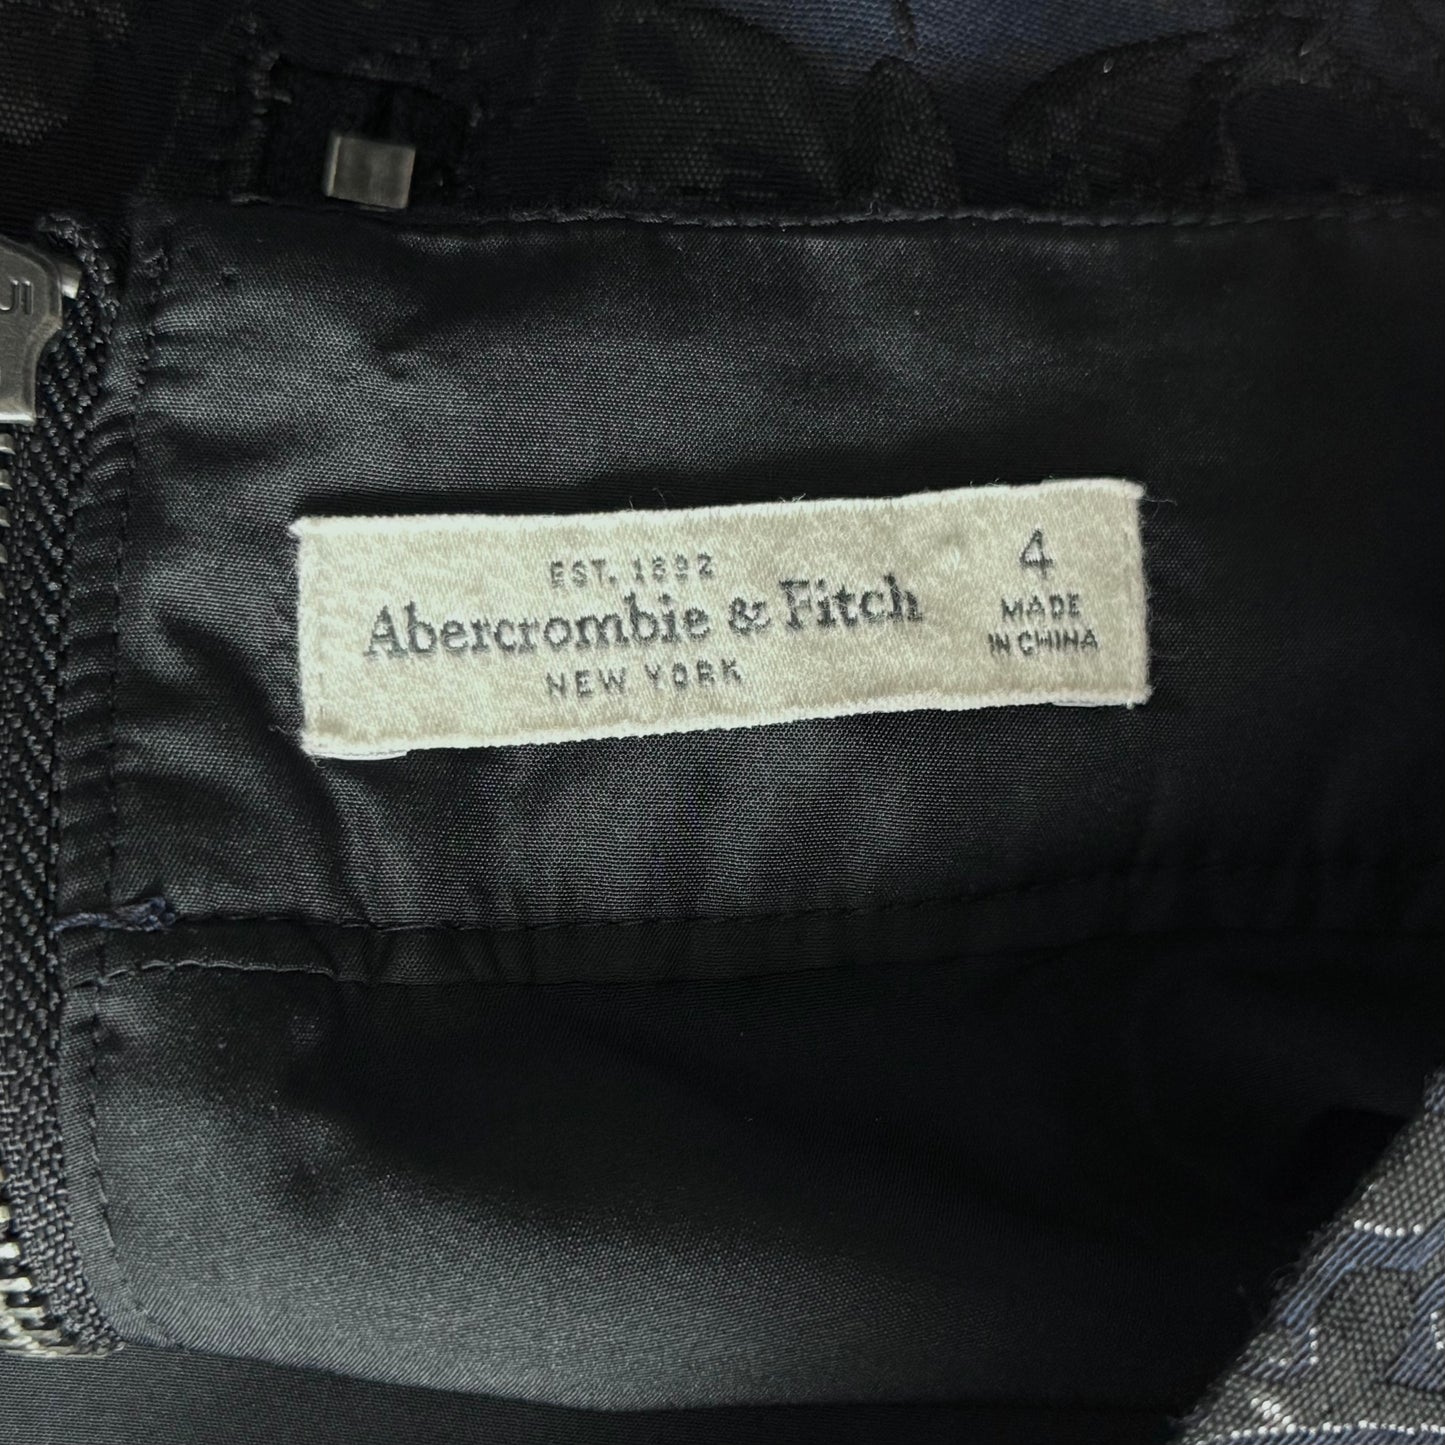 EST. 1892
Abercrombie & Fitch
NEW YORK
4
MADE
IN CHINA